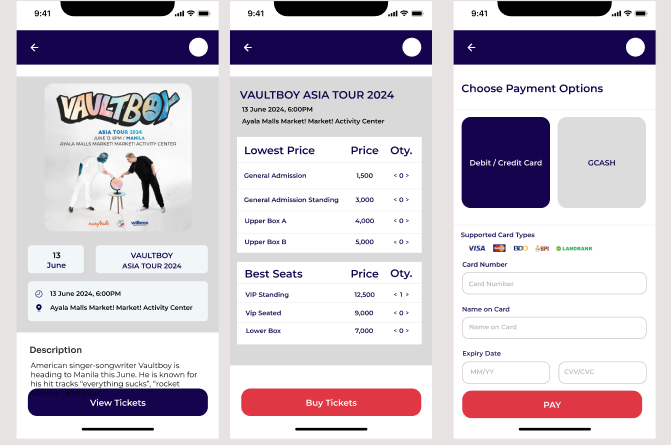 9:41
VAULTBOY
ASIA TOUR 2024
JUNE 13, 6PM / MANILA
AYALA MALLS MARKET! MARKET! ACTIVITY CENTER
13
June
VAULTBOY
ASIA TOUR 2024
13 June 2024, 6:00PM
Ayala Malls Market! Market! Activity Center
Description
American singer-songwriter Vaultboy is
heading to Manila this June. He is known for
his hit tracks “everything sucks”, “rocket
View Tickets
9:41
VAULTBOY ASIA TOUR 2024
13 June 2024, 6:00PM
Ayala Malls Market! Market! Activity Center
Lowest Price Price Qty.
General Admission 1,500 < 0 >
General Admission Standing 3,000 < 0 >
Upper Box A 4,000 < 0 >
Upper Box B 5,000 < 0 >
Best Seats Price Qty.
VIP Standing 12,500 < 1 >
Vip Seated 9,000 < 0 >
Lower Box 7,000 < 0 >
Buy Tickets
9:41
Choose Payment Options
Debit / Credit Card
GCASH
Supported Card Types
VISA MasterCard BDO BPI LANDBANK
Card Number
Card Number
Name on Card
Name on Card
Expiry Date
MM/YY CVV/CVC
PAY